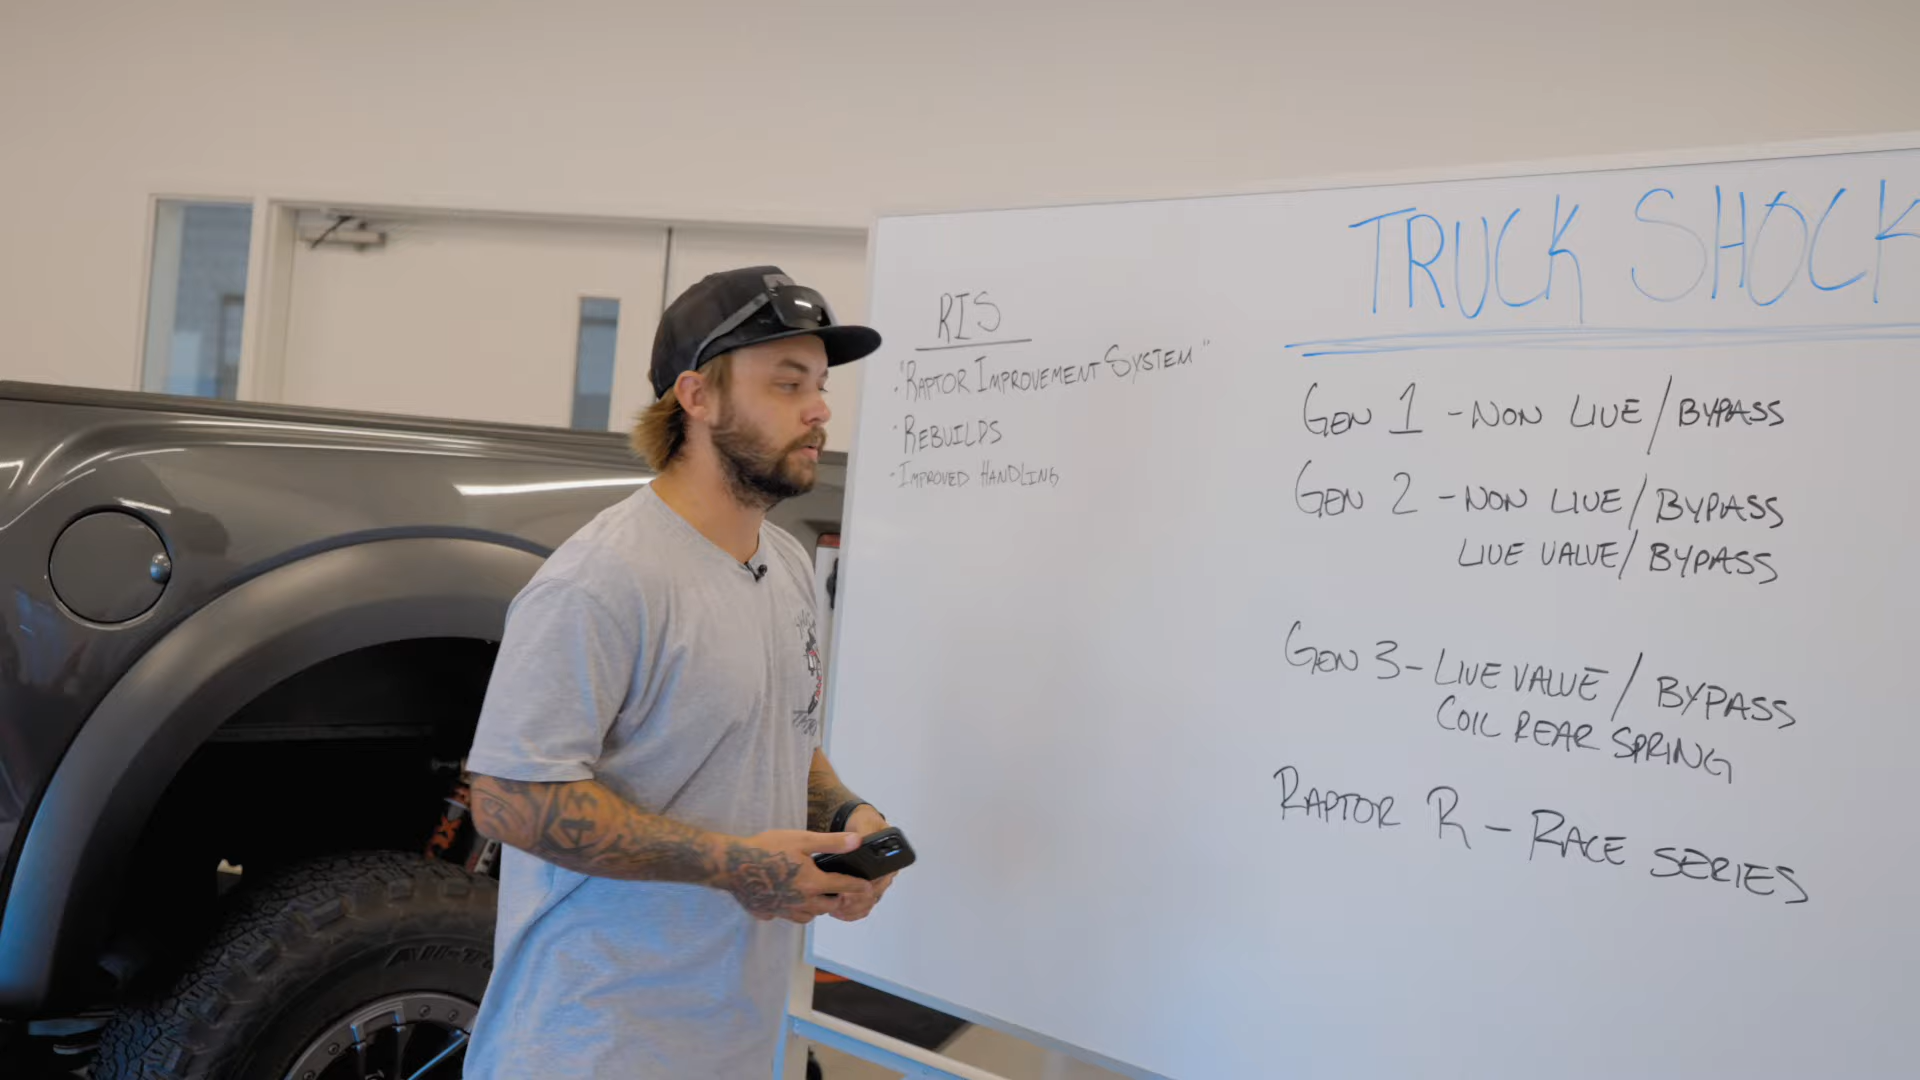 TRUCK SHOCK
RIS
"RAPTOR IMPROVEMENT SYSTEM"
· REBUILDS
· IMPROVED HANDLING
GEN 1 - NON LIVE / BYPASS
GEN 2 - NON LIVE / BYPASS
LIVE VALVE / BYPASS
GEN 3 - LIVE VALVE / BYPASS
COIL REAR SPRING
RAPTOR R - RACE SERIES
43